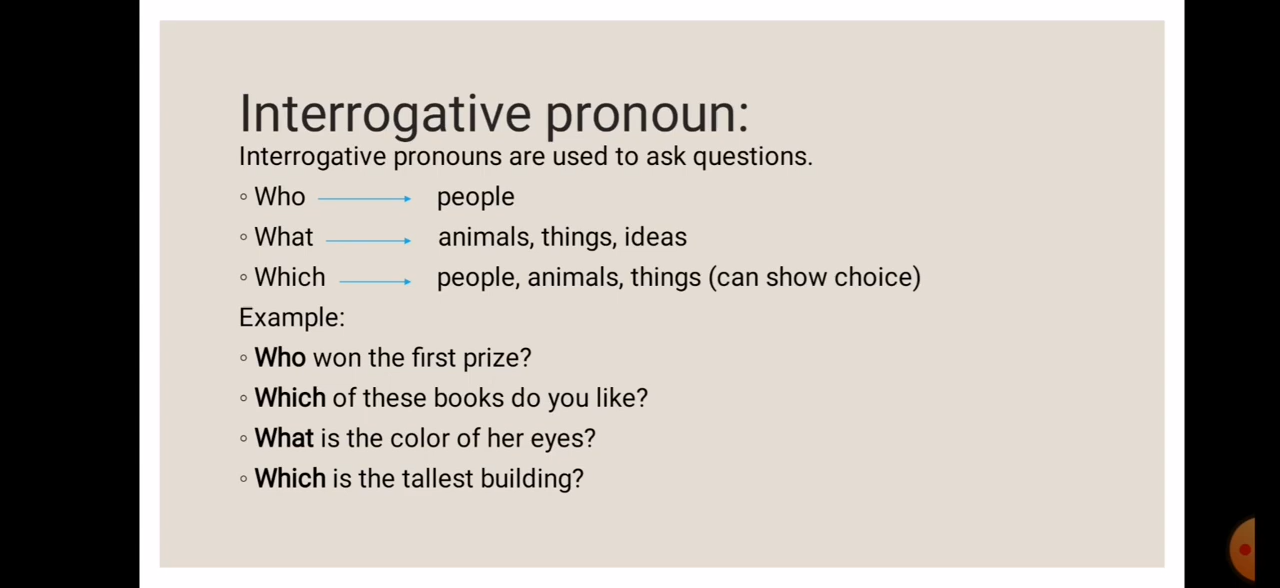 Interrogative pronoun:
Interrogative pronouns are used to ask questions.
◦ Who people
◦ What animals, things, ideas
◦ Which people, animals, things (can show choice)
Example:
◦ Who won the first prize?
◦ Which of these books do you like?
◦ What is the color of her eyes?
◦ Which is the tallest building?